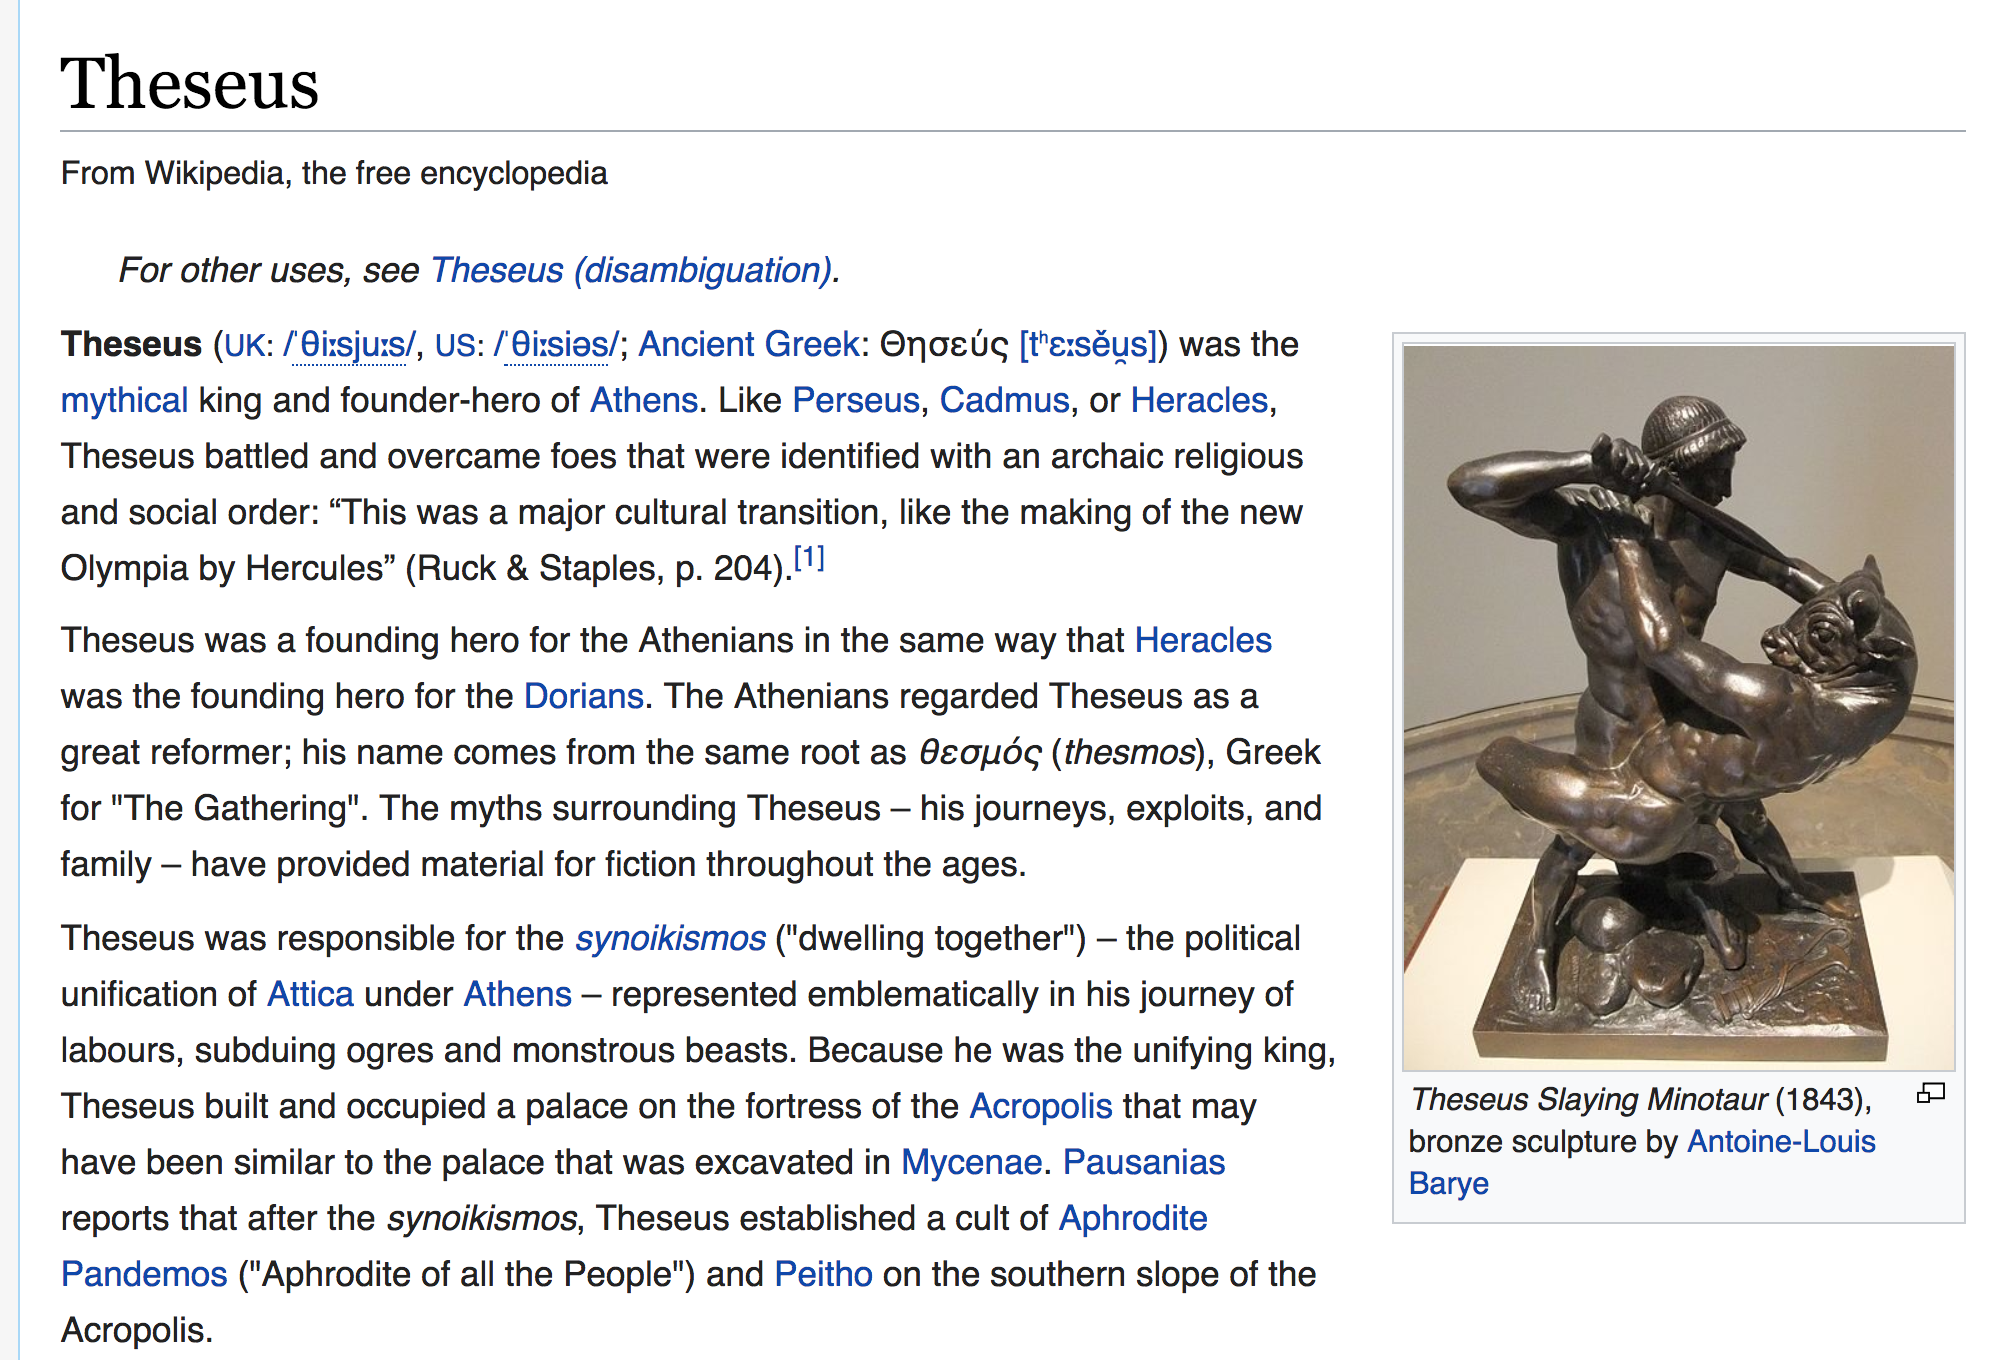 Theseus
From Wikipedia, the free encyclopedia
For other uses, see Theseus (disambiguation).
Theseus (UK: /ˈθiːsjuːs/, US: /ˈθiːsiəs/; Ancient Greek: Θησεύς [tʰɛːsěu̯s]) was the
mythical king and founder-hero of Athens. Like Perseus, Cadmus, or Heracles,
Theseus battled and overcame foes that were identified with an archaic religious
and social order: “This was a major cultural transition, like the making of the new
Olympia by Hercules” (Ruck & Staples, p. 204).[1]
Theseus was a founding hero for the Athenians in the same way that Heracles
was the founding hero for the Dorians. The Athenians regarded Theseus as a
great reformer; his name comes from the same root as θεσμός (thesmos), Greek
for "The Gathering". The myths surrounding Theseus – his journeys, exploits, and
family – have provided material for fiction throughout the ages.
Theseus was responsible for the synoikismos ("dwelling together") – the political
unification of Attica under Athens – represented emblematically in his journey of
labours, subduing ogres and monstrous beasts. Because he was the unifying king,
Theseus built and occupied a palace on the fortress of the Acropolis that may
have been similar to the palace that was excavated in Mycenae. Pausanias
reports that after the synoikismos, Theseus established a cult of Aphrodite
Pandemos ("Aphrodite of all the People") and Peitho on the southern slope of the
Acropolis.
Theseus Slaying Minotaur (1843),
bronze sculpture by Antoine-Louis
Barye